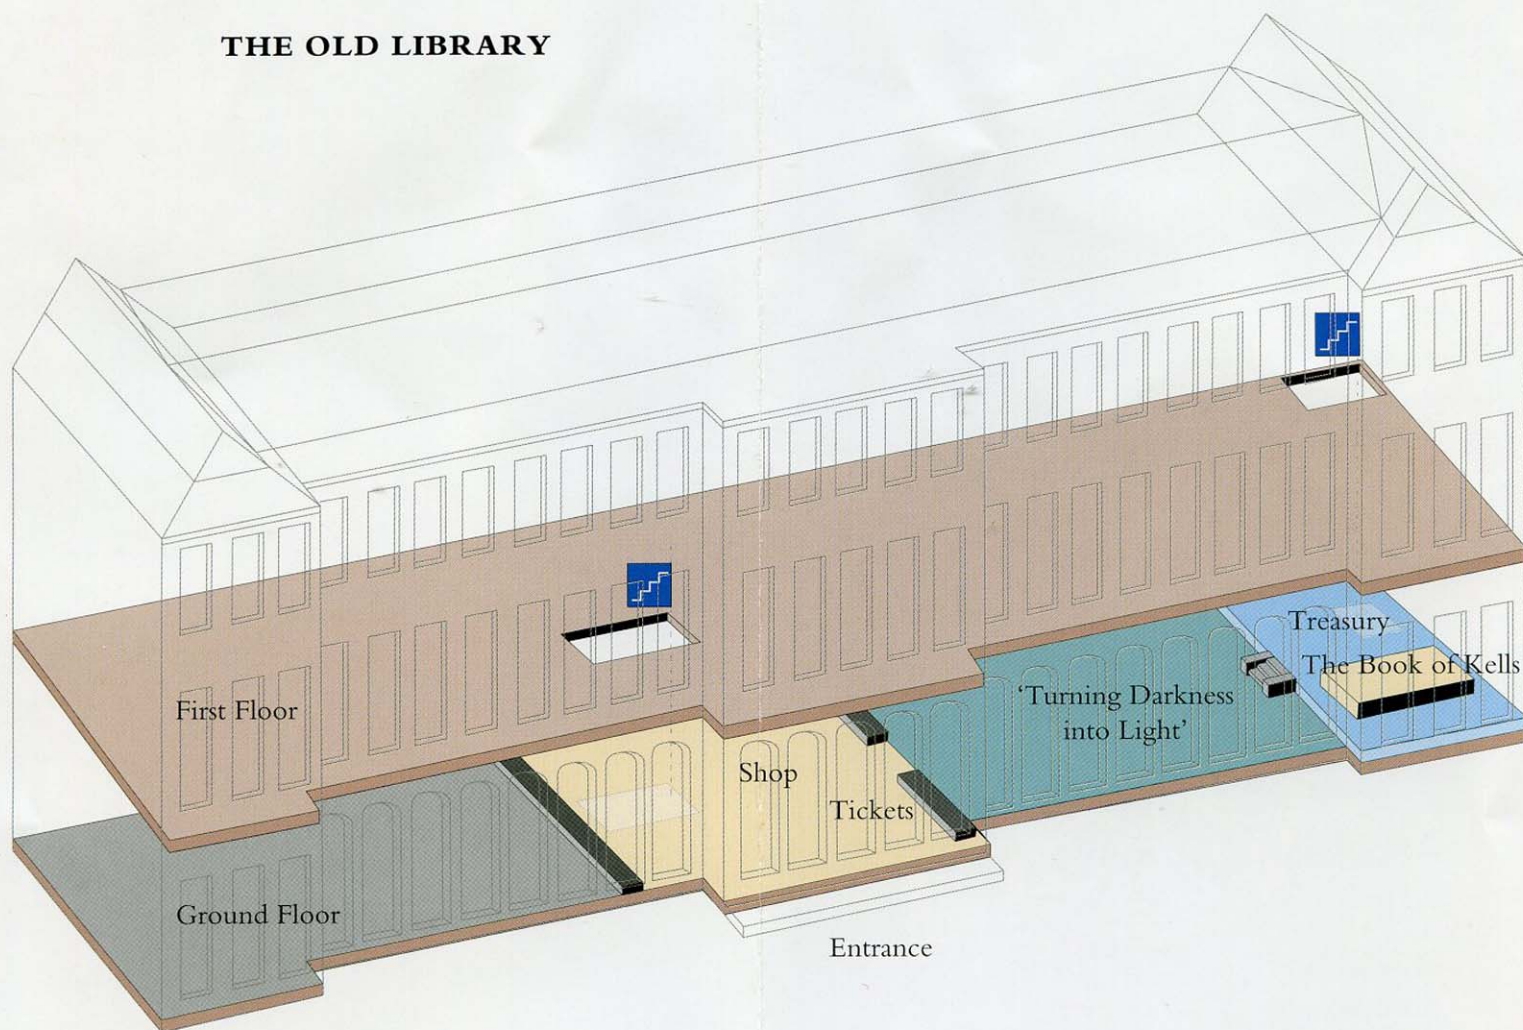 THE OLD LIBRARY
First Floor
Treasury
The Book of Kells
'Turning Darkness
into Light'
Shop
Tickets
Ground Floor
Entrance